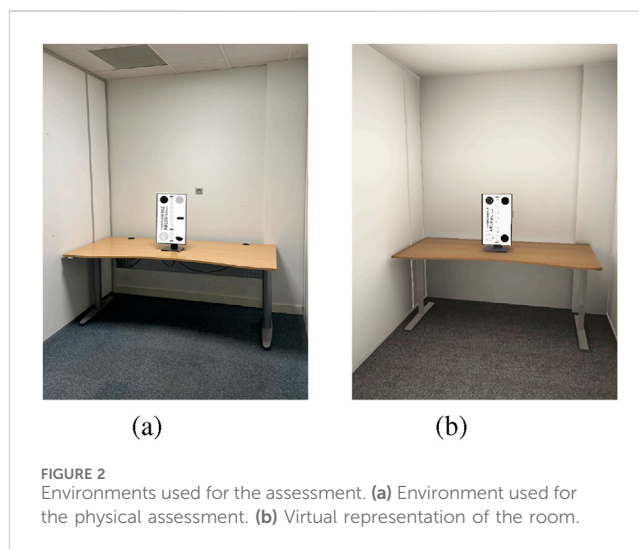 (a)
(b)
FIGURE 2
Environments used for the assessment. (a) Environment used for
the physical assessment. (b) Virtual representation of the room.